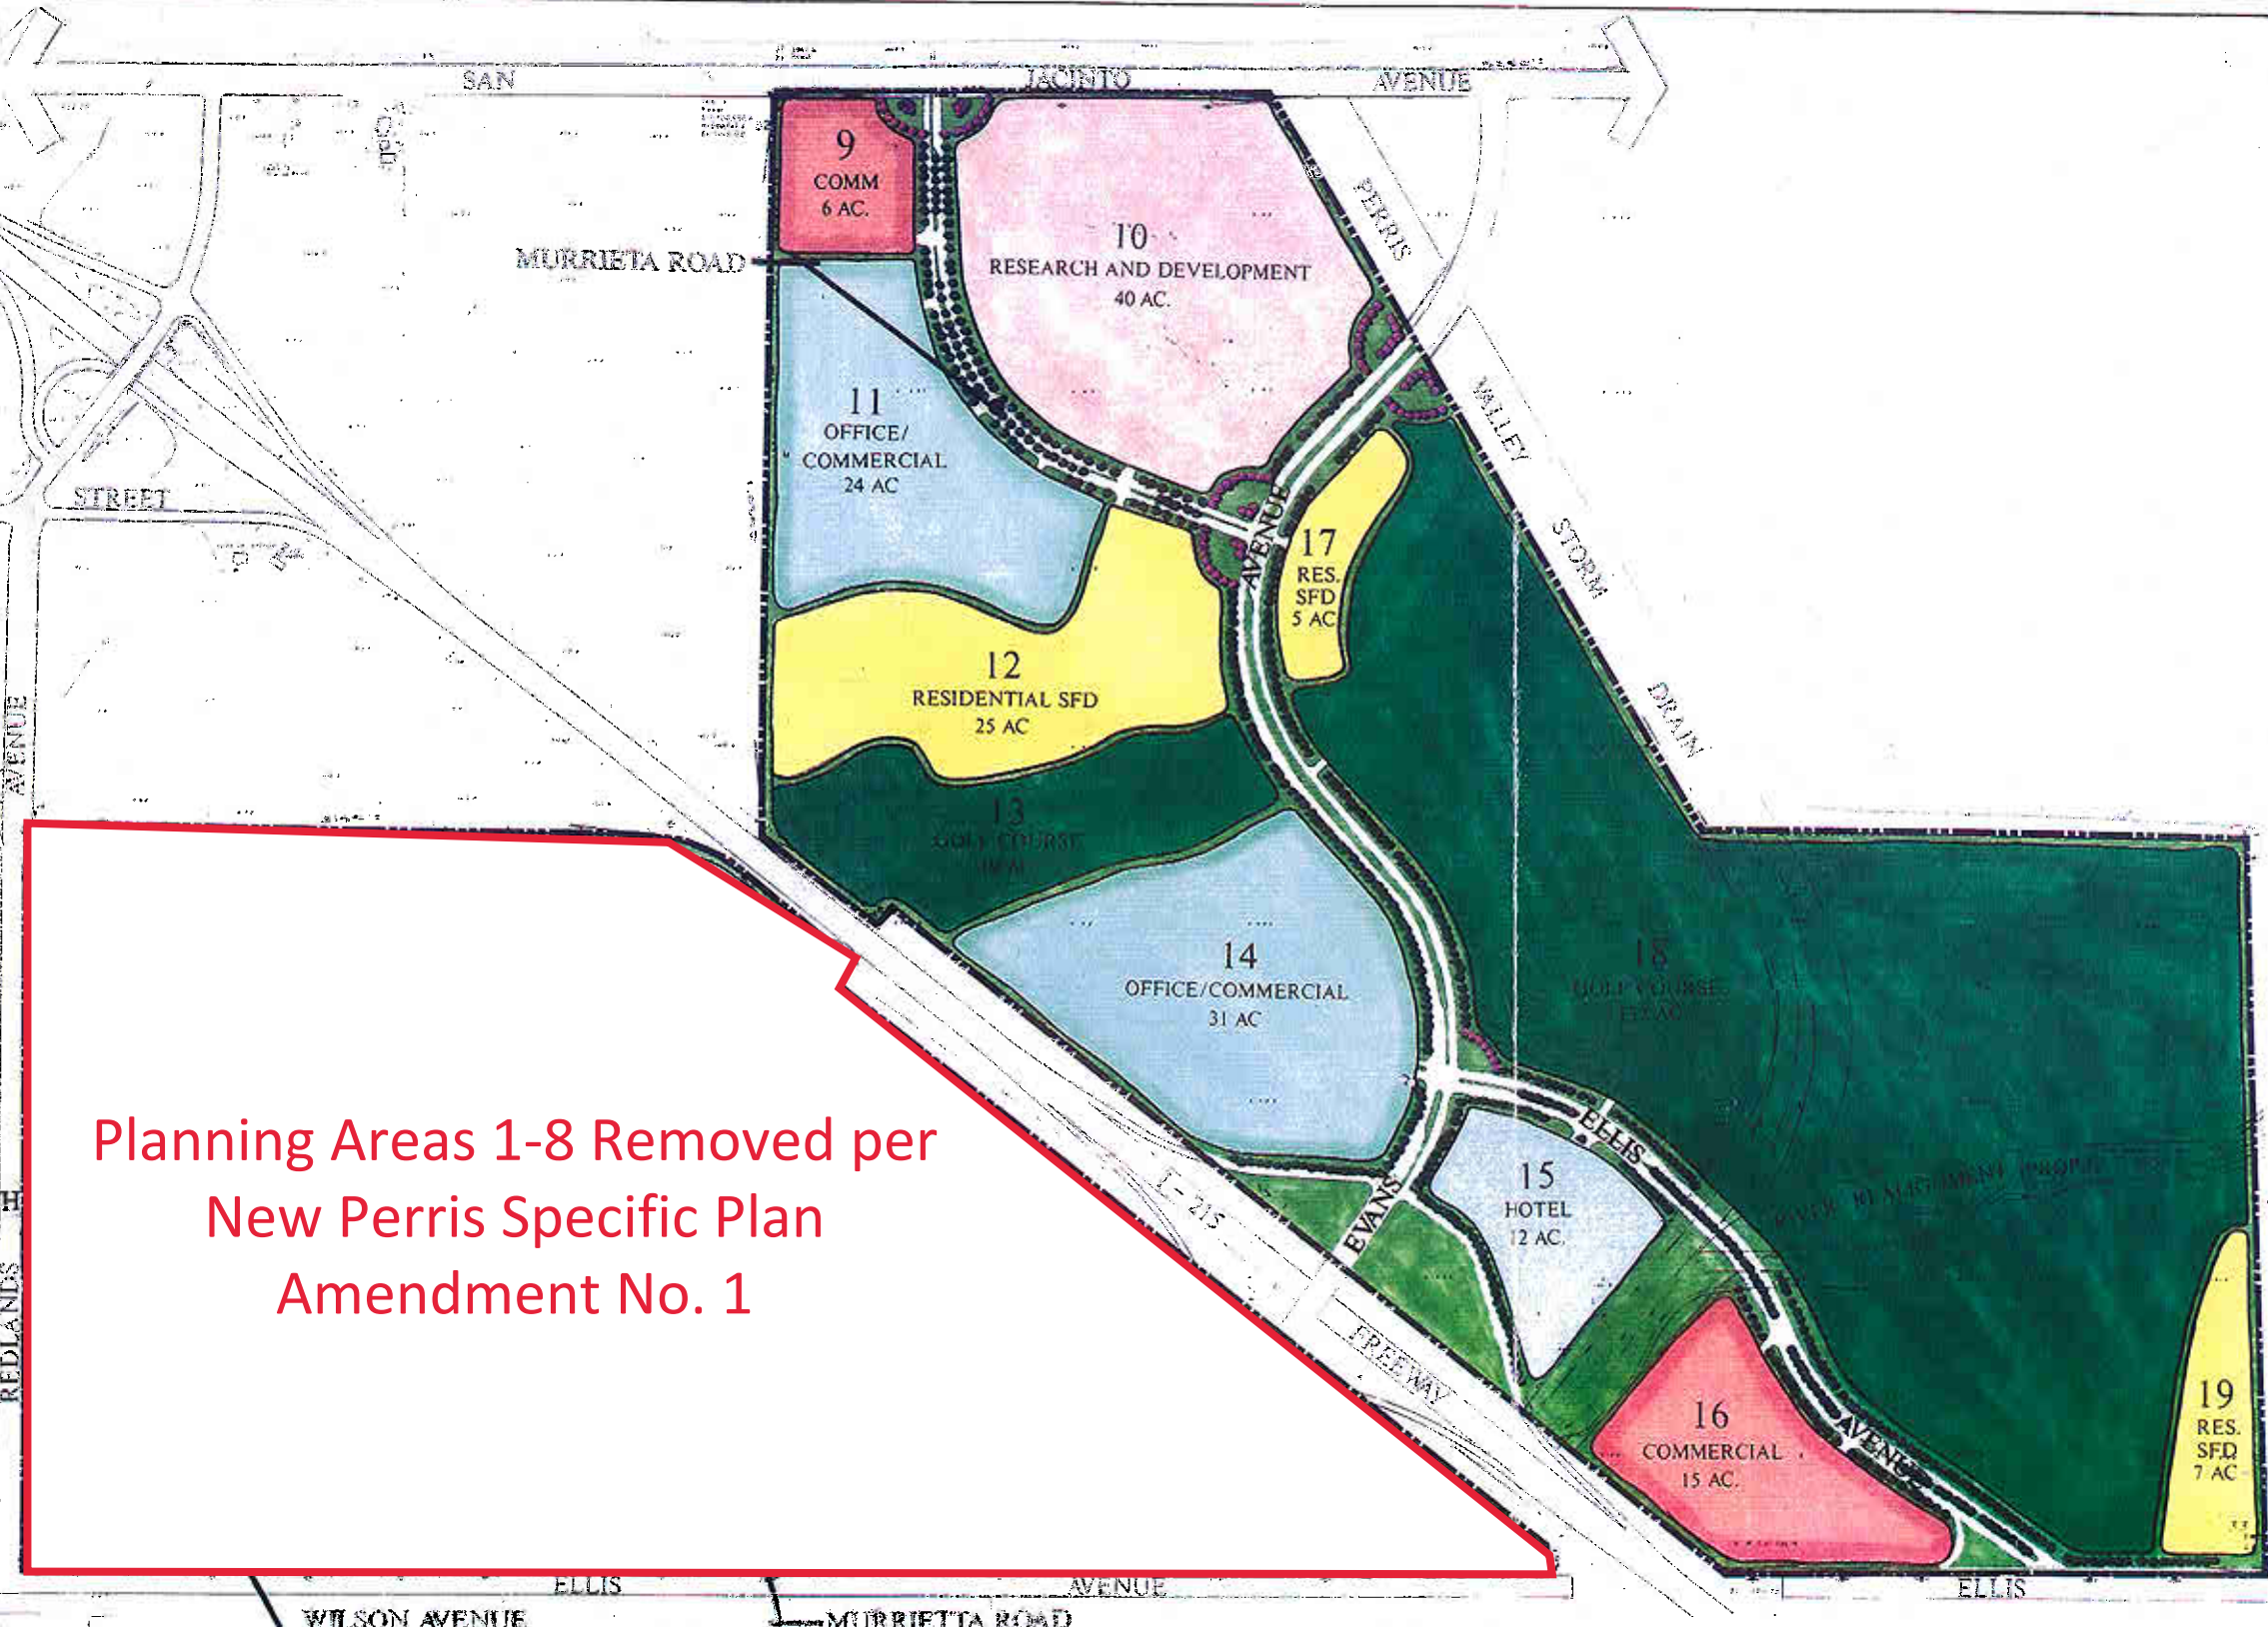 SAN JACINTO AVENUE
9
COMM
6 AC.
MURRIETA ROAD
10
RESEARCH AND DEVELOPMENT
40 AC.
PERRIS VALLEY STORM DRAIN
11
OFFICE/
COMMERCIAL
24 AC
STREET
AVENUE
17
RES.
SFD
5 AC
12
RESIDENTIAL SFD
25 AC
AVENUE
13
GOLF COURSE
14
OFFICE/COMMERCIAL
31 AC
18
GOLF COURSE
Planning Areas 1-8 Removed per
New Perris Specific Plan
Amendment No. 1
ELLIS
15
HOTEL
12 AC.
RIVER REALIGNMENT
I-215
EVANS
REDLANDS
FREEWAY
16
COMMERCIAL
15 AC.
AVENUE
19
RES.
SFD
7 AC
ELLIS AVENUE
ELLIS
WILSON AVENUE
MURRIETTA ROAD